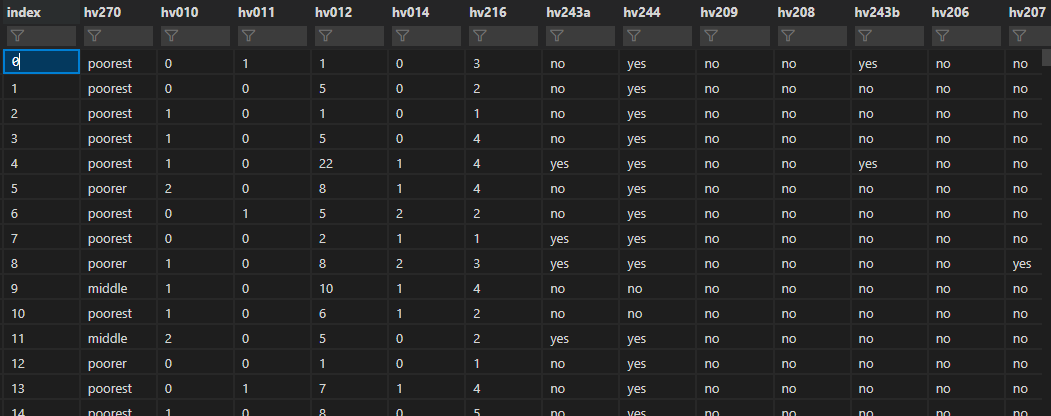 index hv270 hv010 hv011 hv012 hv014 hv216 hv243a hv244 hv209 hv208 hv243b hv206 hv207
0 poorest 0 1 1 0 3 no yes no no yes no no
1 poorest 0 0 5 0 2 no yes no no no no no
2 poorest 1 0 1 0 1 no yes no no no no no
3 poorest 1 0 5 0 4 no yes no no no no no
4 poorest 1 0 22 1 4 yes yes no no yes no no
5 poorer 2 0 8 1 4 no yes no no no no no
6 poorest 0 1 5 2 2 no yes no no no no no
7 poorest 0 0 2 1 1 yes yes no no no no no
8 poorer 1 0 8 2 3 yes yes no no no no yes
9 middle 1 0 10 1 4 no no no no no no no
10 poorest 1 0 6 1 2 no no no no no no no
11 middle 2 0 5 0 2 yes yes no no no no no
12 poorer 0 0 1 0 1 no yes no no no no no
13 poorest 0 1 7 1 4 no yes no no no no no
14 poorest 1 0 8 0 5 no yes no no no no no